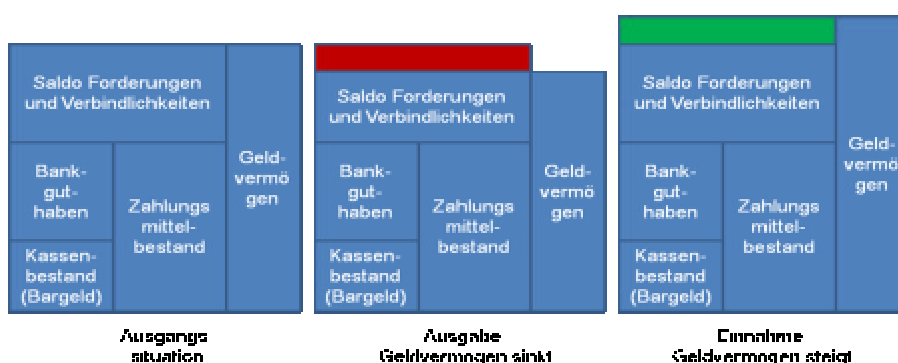 Saldo Forderungen
und Verbindlichkeiten
Bank-
gut-
haben
Zahlungs
mittel-
bestand
Kassen-
bestand
(Bargeld)
Geld-
vermö
gen
Ausgangs
situation
Saldo Forderungen
und Verbindlichkeiten
Bank-
gut-
haben
Zahlungs
mittel-
bestand
Kassen-
bestand
(Bargeld)
Geld-
vermö
gen
Ausgabe
Geldvermögen sinkt
Saldo Forderungen
und Verbindlichkeiten
Bank-
gut-
haben
Zahlungs
mittel-
bestand
Kassen-
bestand
(Bargeld)
Geld-
vermö
gen
Einnahme
Geldvermögen steigt